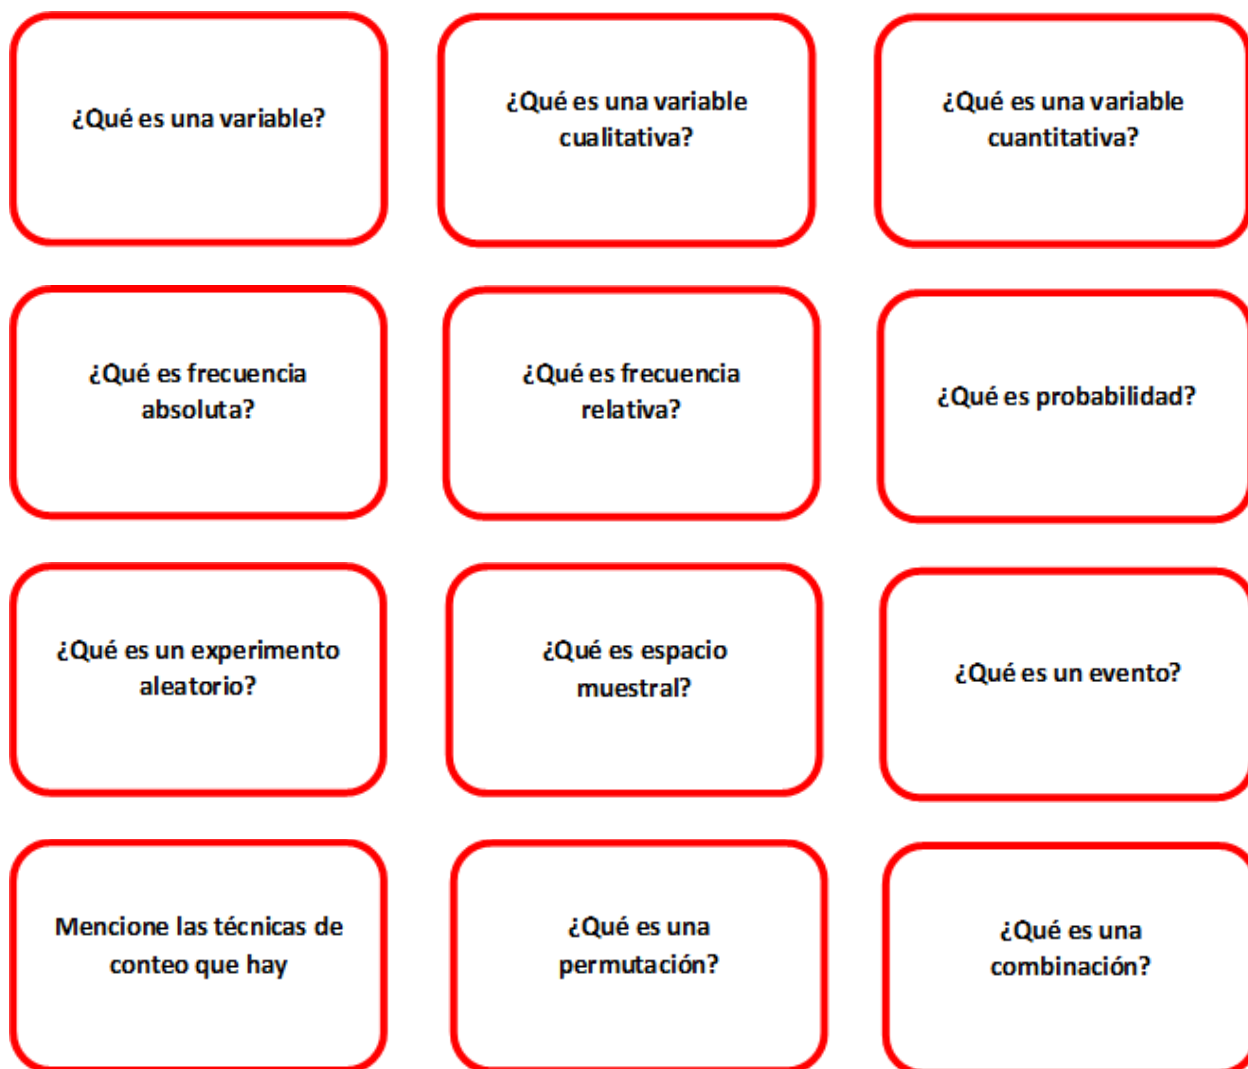 ¿Qué es una variable?
¿Qué es una variable
cualitativa?
¿Qué es una variable
cuantitativa?
¿Qué es frecuencia
absoluta?
¿Qué es frecuencia
relativa?
¿Qué es probabilidad?
¿Qué es un experimento
aleatorio?
¿Qué es espacio
muestral?
¿Qué es un evento?
Mencione las técnicas de
conteo que hay
¿Qué es una
permutación?
¿Qué es una
combinación?